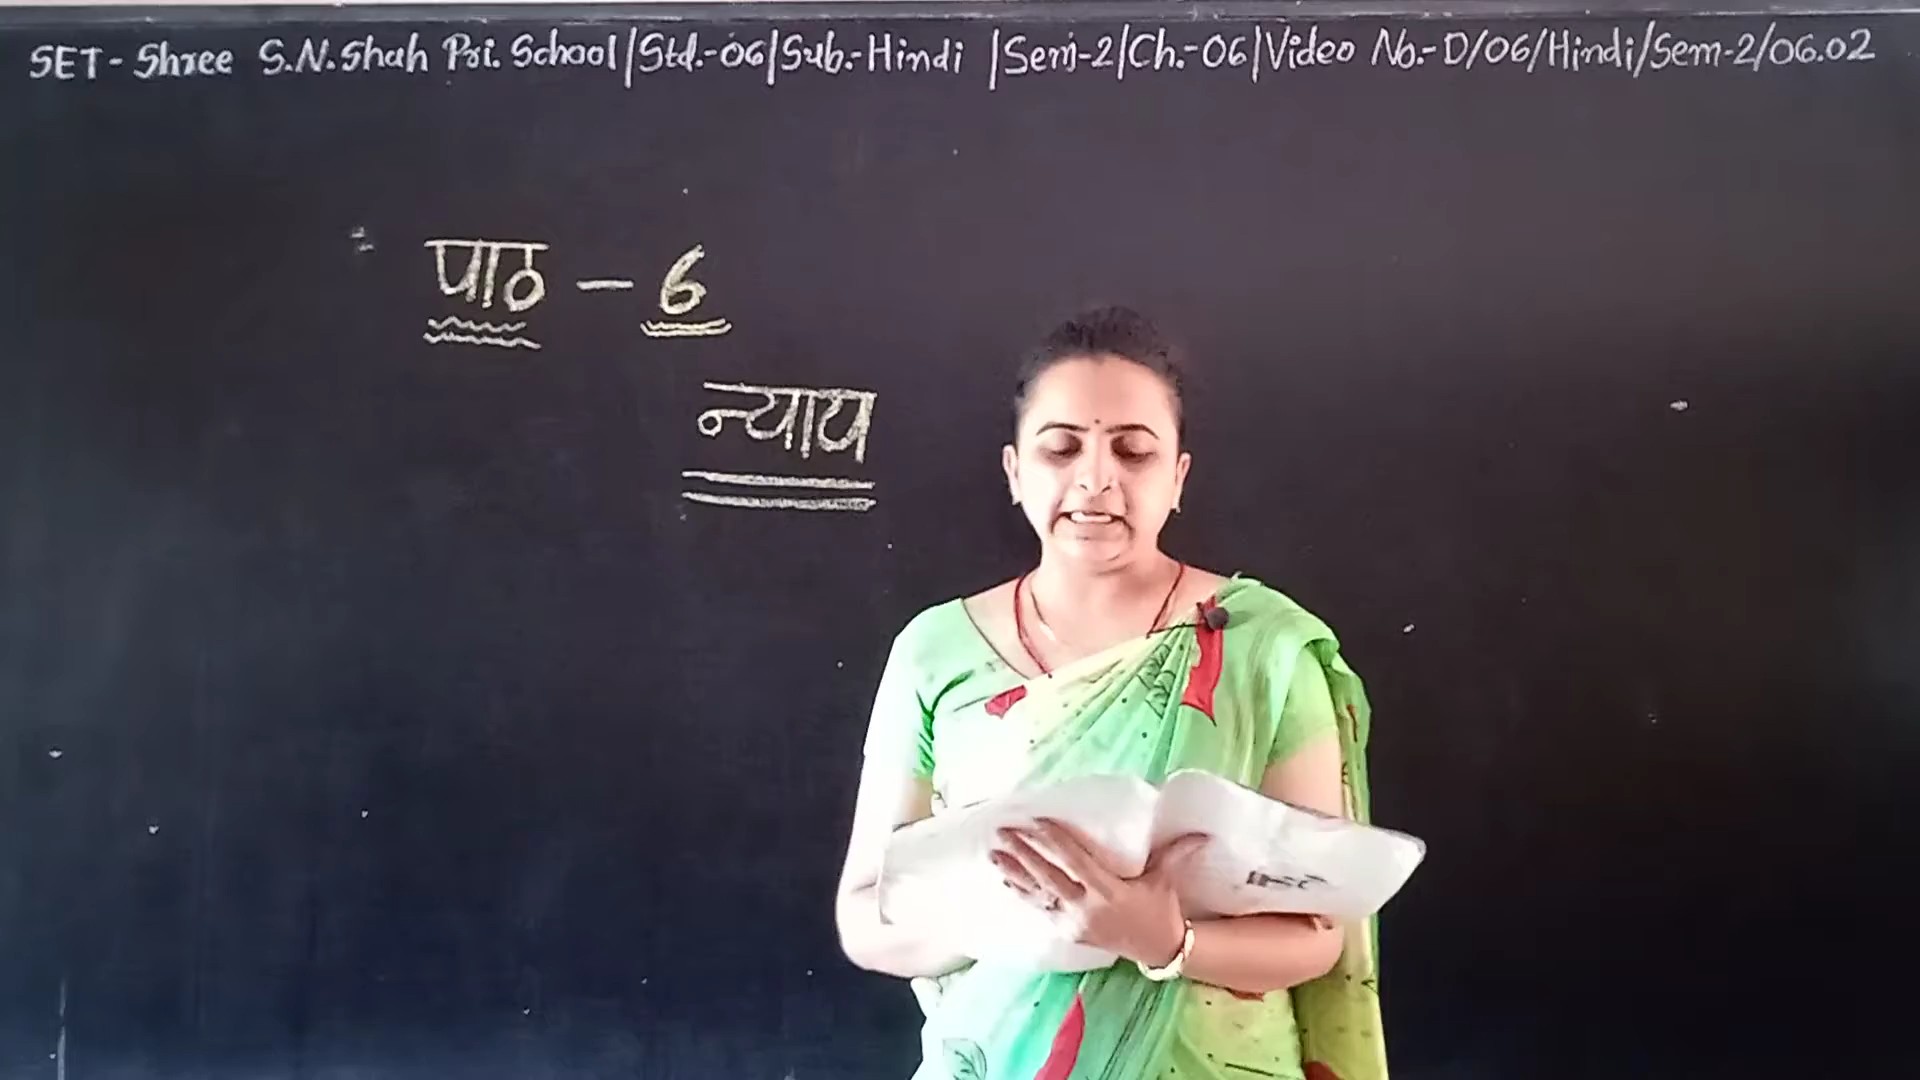 SET - Shree S.N.Shah Pri. School|Std.-06|Sub.-Hindi |Sem-2|Ch.-06|Video No.-D/06/Hindi/Sem-2/06.02
पाठ - 6
न्याय